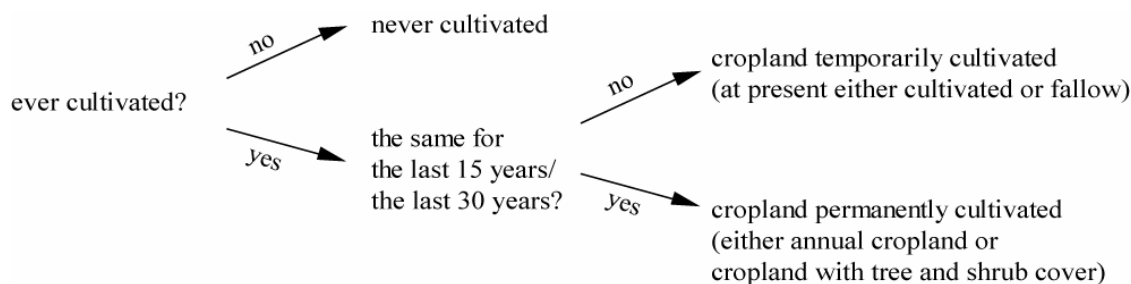 ever cultivated?
no
never cultivated
yes
the same for
the last 15 years/
the last 30 years?
no
cropland temporarily cultivated
(at present either cultivated or fallow)
yes
cropland permanently cultivated
(either annual cropland or
cropland with tree and shrub cover)